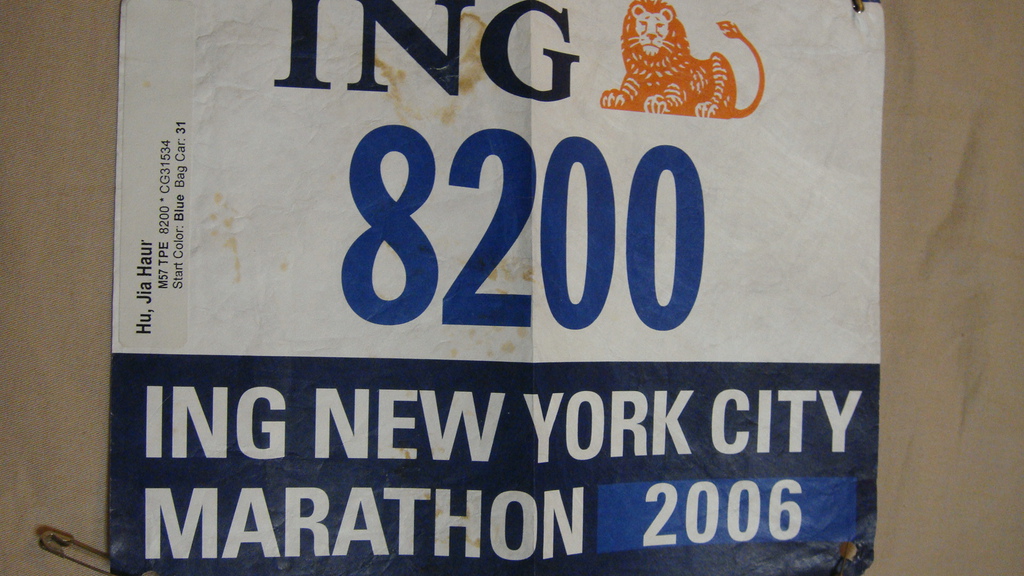 ING
8200
Hu, Jia Haur
M57 TPE 8200 * CG31534
Start Color: Blue Bag Car: 31
ING NEW YORK CITY
MARATHON 2006